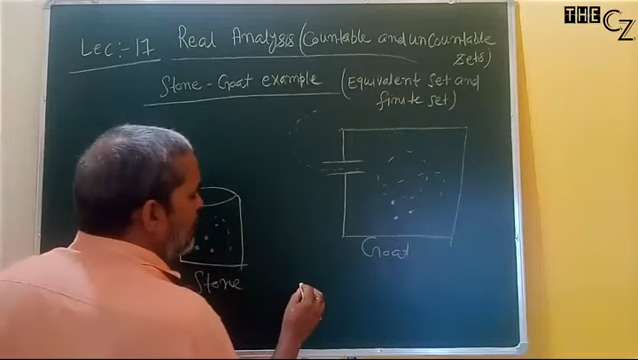 THE CZ
Lec:- 17 Real Analysis (Countable and uncountable
sets)
Stone - Goat example (Equivalent set and
finite set)
Stone
Goat